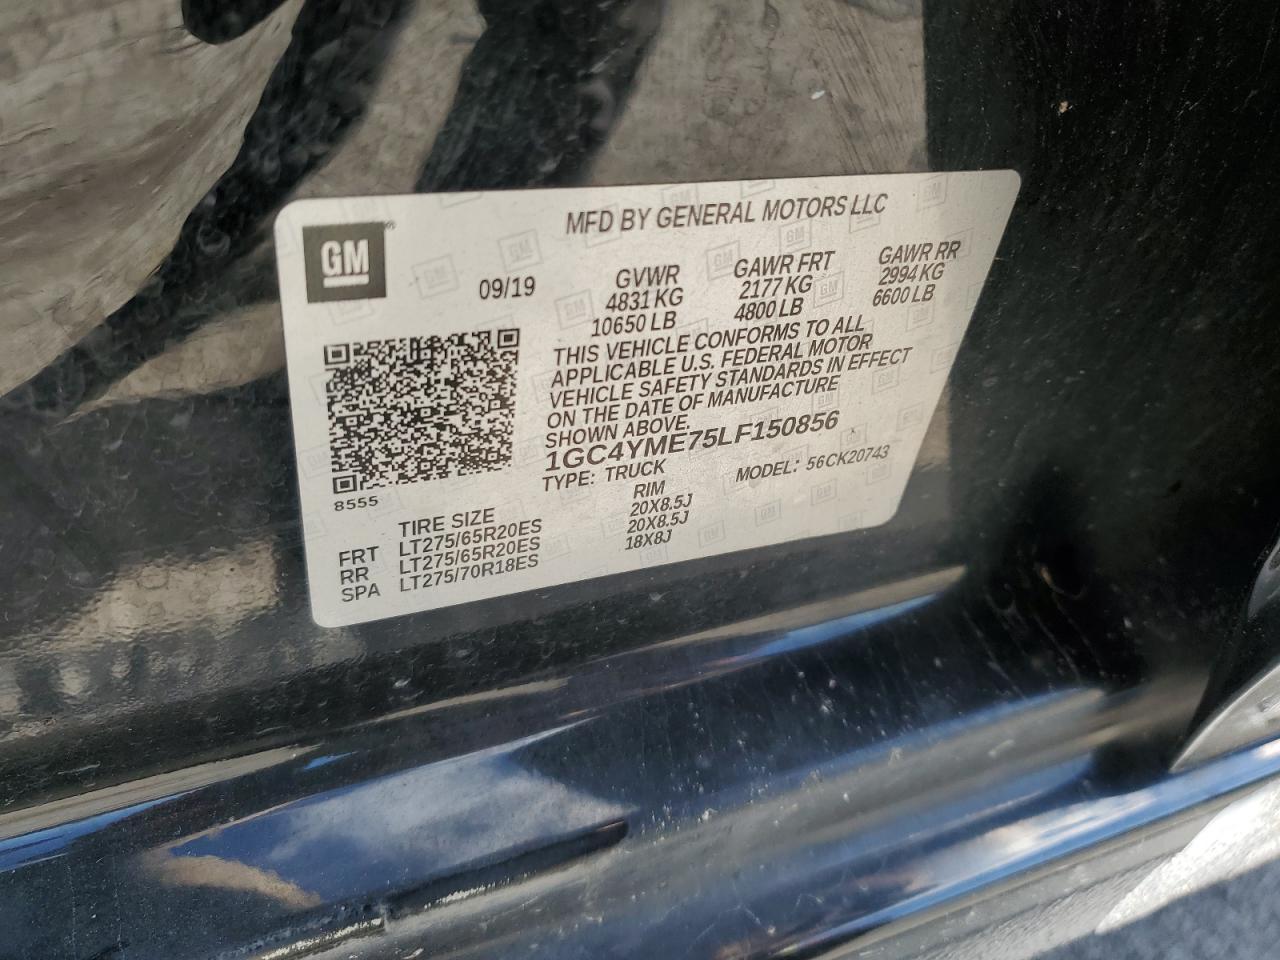 GM
MFD BY GENERAL MOTORS LLC
09/19
GVWR GAWR FRT GAWR RR
4831 KG 2177 KG 2994 KG
10650 LB 4800 LB 6600 LB
THIS VEHICLE CONFORMS TO ALL
APPLICABLE U.S. FEDERAL MOTOR
VEHICLE SAFETY STANDARDS IN EFFECT
ON THE DATE OF MANUFACTURE
SHOWN ABOVE.
1GC4YME75LF150856
TYPE: TRUCK MODEL: 56CK20743
8555
TIRE SIZE RIM
FRT LT275/65R20ES 20X8.5J
RR LT275/65R20ES 20X8.5J
SPA LT275/70R18ES 18X8J